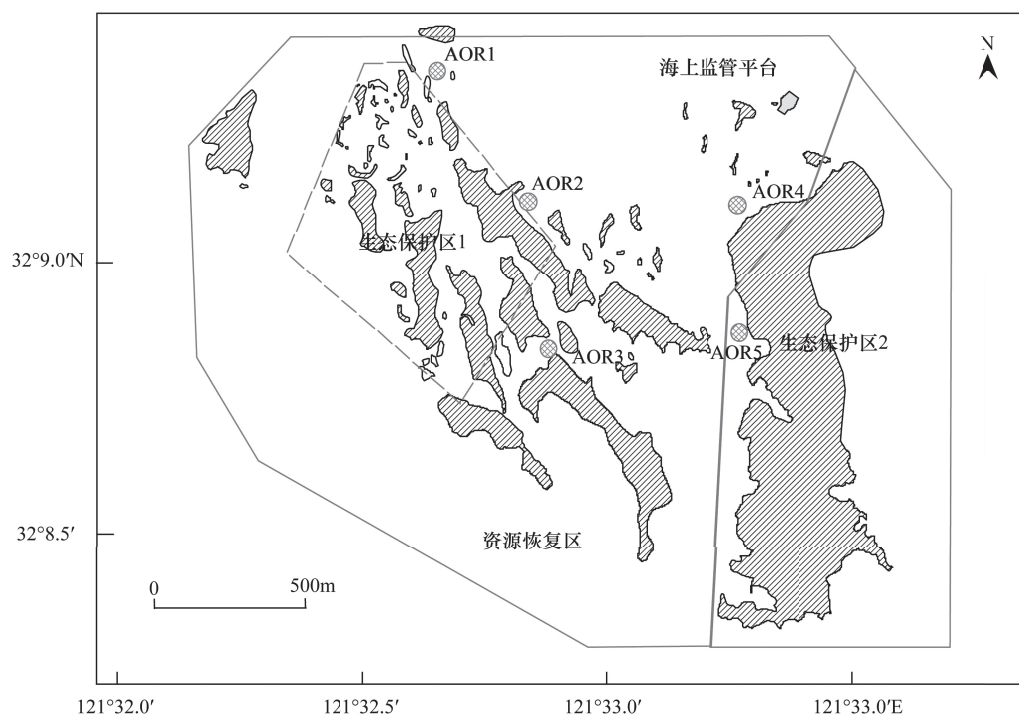 N
AOR1
海上监管平台
AOR2
AOR4
生态保护区1
32°9.0′N
AOR5
生态保护区2
AOR3
资源恢复区
32°8.5′
0
500m
121°32.0′
121°32.5′
121°33.0′
121°33.0′E